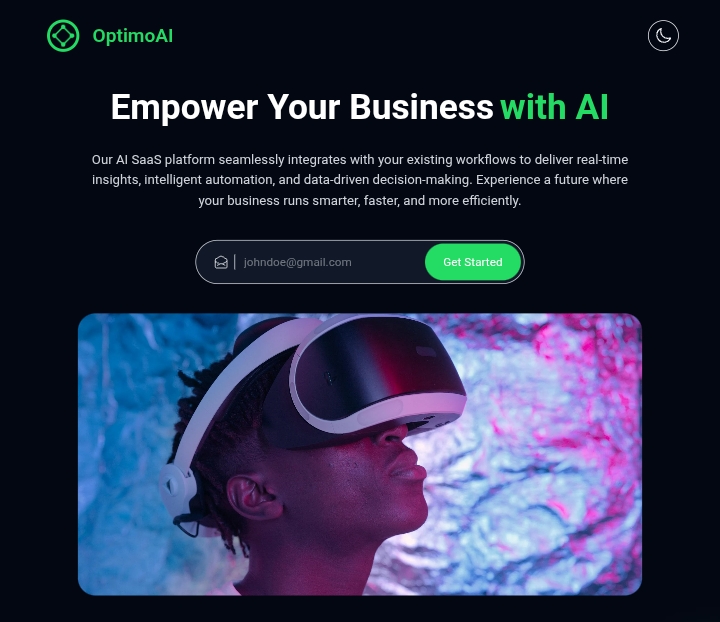 OptimoAI
Empower Your Business with AI
Our AI SaaS platform seamlessly integrates with your existing workflows to deliver real-time
insights, intelligent automation, and data-driven decision-making. Experience a future where
your business runs smarter, faster, and more efficiently.
johndoe@gmail.com
Get Started